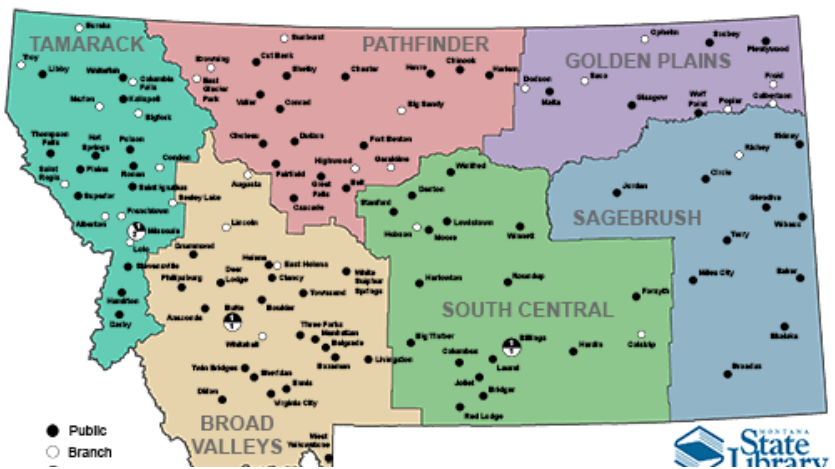 TAMARACK
PATHFINDER
GOLDEN PLAINS
SAGEBRUSH
SOUTH CENTRAL
BROAD
VALLEYS
Eureka
Troy
Libby
Whitefish
Columbia
Falls
Kalispell
Marion
Bigfork
Thompson
Falls
Hot
Springs
Polson
Ronan
Condon
Saint
Regis
Plains
Saint Ignatius
Superior
Seeley Lake
Alberton
Frenchtown
Missoula
Lolo
Stevensville
Hamilton
Darby
Sunburst
Browning
Cut Bank
Shelby
Chester
Havre
Chinook
Harlem
East
Glacier
Park
Valier
Conrad
Big Sandy
Choteau
Dutton
Fort Benton
Fairfield
Highwood
Geraldine
Great
Falls
Belt
Cascade
Opheim
Scobey
Plentywood
Dodson
Saco
Malta
Glasgow
Wolf
Point
Poplar
Froid
Culbertson
Sidney
Richey
Circle
Jordan
Glendive
Wibaux
Terry
Miles City
Baker
Ekalaka
Broadus
Winifred
Denton
Stanford
Hobson
Moore
Lewistown
Winnett
Harlowton
Roundup
Forsyth
Colstrip
Big Timber
Columbus
Billings
Hardin
Laurel
Joliet
Bridger
Red Lodge
Augusta
Lincoln
Drummond
Helena
East Helena
Philipsburg
Deer
Lodge
Clancy
White
Sulphur
Springs
Townsend
Boulder
Anaconda
Butte
Three Forks
Manhattan
Belgrade
Whitehall
Bozeman
Livingston
Twin Bridges
Sheridan
Ennis
Dillon
Virginia City
West
Yellowstone
1
1
1
1
Public
Branch
MONTANA
State
Library